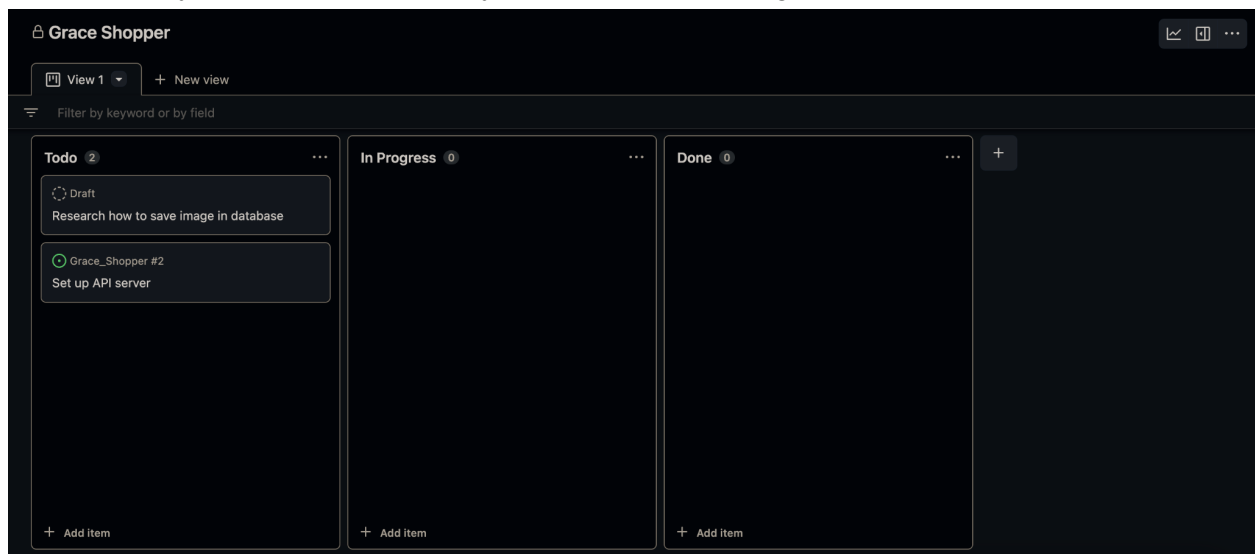 Grace Shopper
View 1
+ New view
Filter by keyword or by field
Todo 2
Draft
Research how to save image in database
Grace_Shopper #2
Set up API server
+ Add item
In Progress 0
+ Add item
Done 0
+ Add item
+